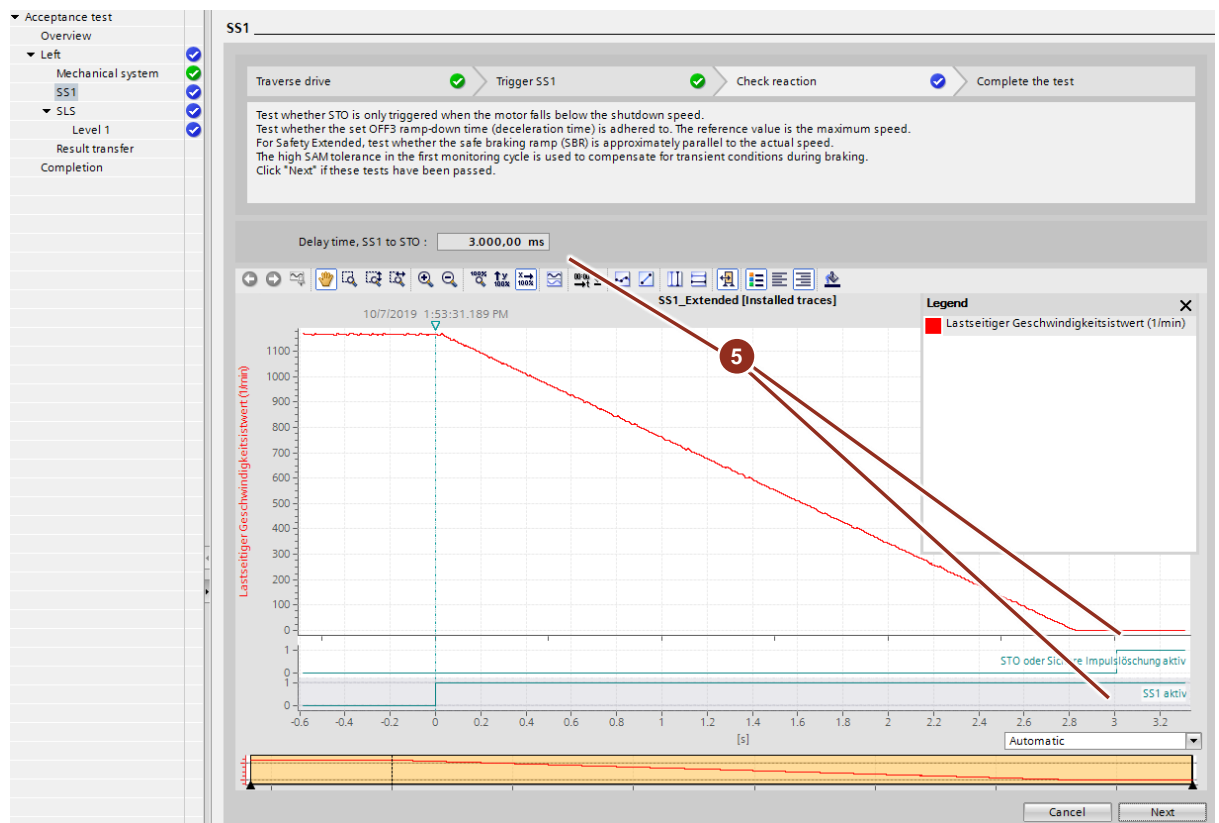 Acceptance test
Overview
Left
Mechanical system
SS1
SLS
Level 1
Result transfer
Completion
SS1
Traverse drive
Trigger SS1
Check reaction
Complete the test
Test whether STO is only triggered when the motor falls below the shutdown speed.
Test whether the set OFF3 ramp-down time (deceleration time) is adhered to. The reference value is the maximum speed.
For Safety Extended, test whether the safe braking ramp (SBR) is approximately parallel to the actual speed.
The high SAM tolerance in the first monitoring cycle is used to compensate for transient conditions during braking.
Click "Next" if these tests have been passed.
Delay time, SS1 to STO :
3.000,00 ms
SS1_Extended [Installed traces]
10/7/2019 1:53:31.189 PM
Legend
Lastseitiger Geschwindigkeitsistwert (1/min)
5
Lastseitiger Geschwindigkeitsistwert (1/min)
1100
1000
900
800
700
600
500
400
300
200
100
0
1
0
STO oder Sichere Impulslöschung aktiv
1
0
SS1 aktiv
-0.6 -0.4 -0.2 0 0.2 0.4 0.6 0.8 1 1.2 1.4 1.6 1.8 2 2.2 2.4 2.6 2.8 3 3.2
[s]
Automatic
Cancel
Next